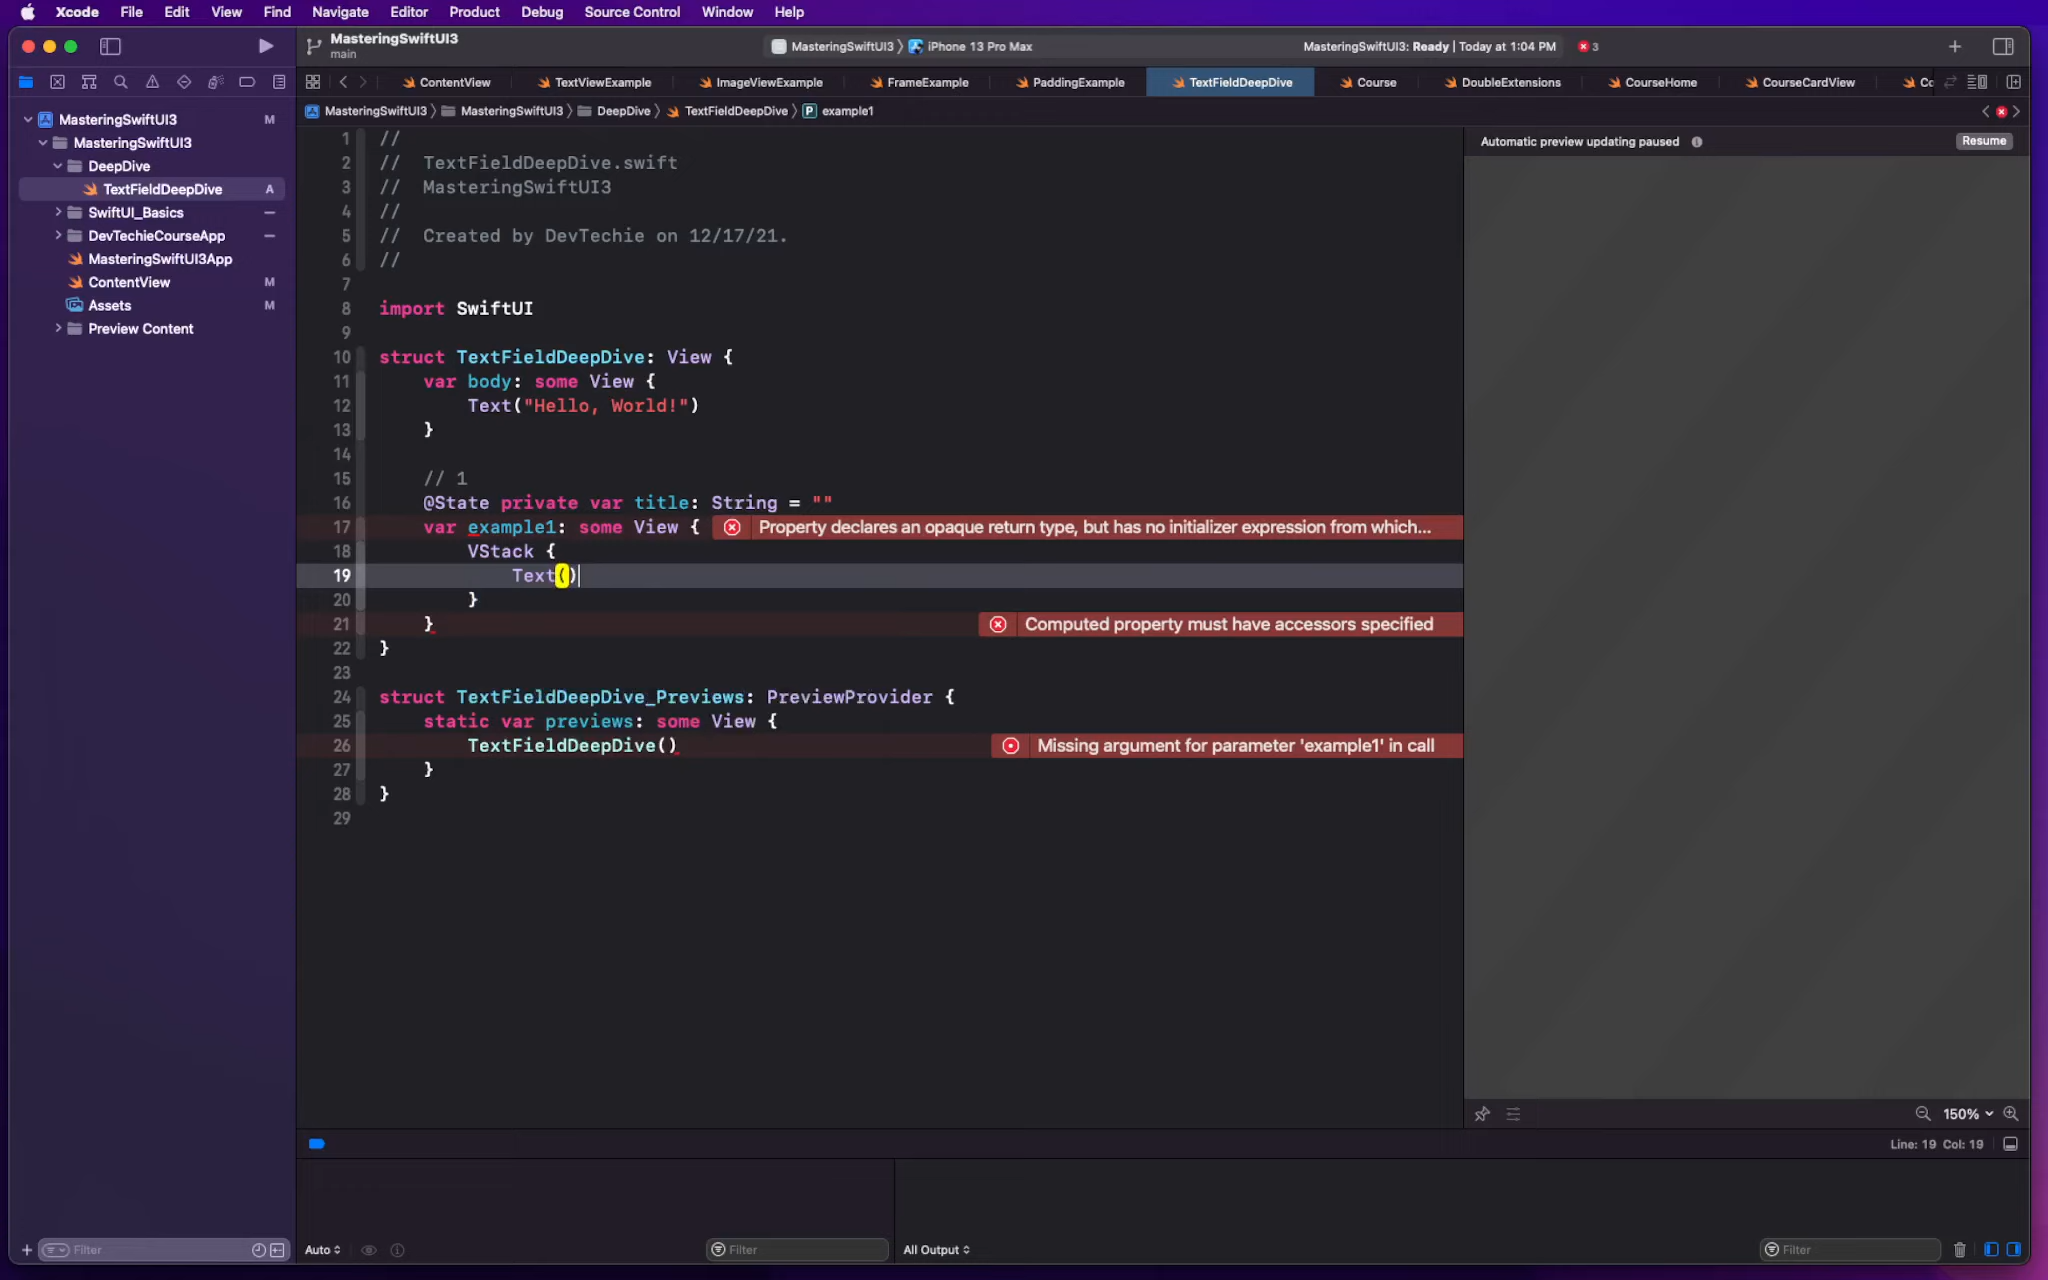 Xcode File Edit View Find Navigate Editor Product Debug Source Control Window Help
MasteringSwiftUI3
main
MasteringSwiftUI3 〉 iPhone 13 Pro Max
MasteringSwiftUI3: Ready | Today at 1:04 PM
3
ContentView TextViewExample ImageViewExample FrameExample PaddingExample TextFieldDeepDive Course DoubleExtensions CourseHome CourseCardView
MasteringSwiftUI3 〉 MasteringSwiftUI3 〉 DeepDive 〉 TextFieldDeepDive 〉 P example1
MasteringSwiftUI3 M
MasteringSwiftUI3
DeepDive
TextFieldDeepDive A
SwiftUI_Basics
DevTechieCourseApp
MasteringSwiftUI3App
ContentView M
Assets M
Preview Content
1 //
2 //  TextFieldDeepDive.swift
3 //  MasteringSwiftUI3
4 //
5 //  Created by DevTechie on 12/17/21.
6 //
7
8 import SwiftUI
9
10 struct TextFieldDeepDive: View {
11     var body: some View {
12         Text("Hello, World!")
13     }
14
15     // 1
16     @State private var title: String = ""
17     var example1: some View { Property declares an opaque return type, but has no initializer expression from which...
18         VStack {
19             Text()
20         }
21     } Computed property must have accessors specified
22 }
23
24 struct TextFieldDeepDive_Previews: PreviewProvider {
25     static var previews: some View {
26         TextFieldDeepDive() Missing argument for parameter 'example1' in call
27     }
28 }
29
Automatic preview updating paused Resume
150%
Line: 19 Col: 19
Filter
Auto Filter
All Output Filter